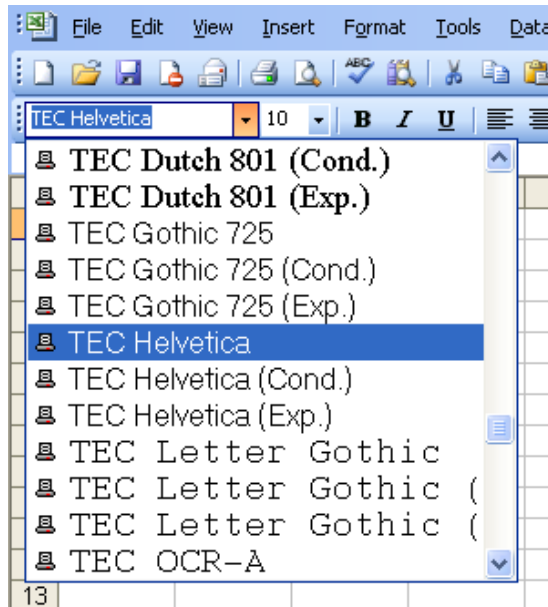 File Edit View Insert Format Tools Data
ABC
TEC Helvetica 10 B I U
TEC Dutch 801 (Cond.)
TEC Dutch 801 (Exp.)
TEC Gothic 725
TEC Gothic 725 (Cond.)
TEC Gothic 725 (Exp.)
TEC Helvetica
TEC Helvetica (Cond.)
TEC Helvetica (Exp.)
TEC Letter Gothic
TEC Letter Gothic (
TEC Letter Gothic (
TEC OCR-A
13